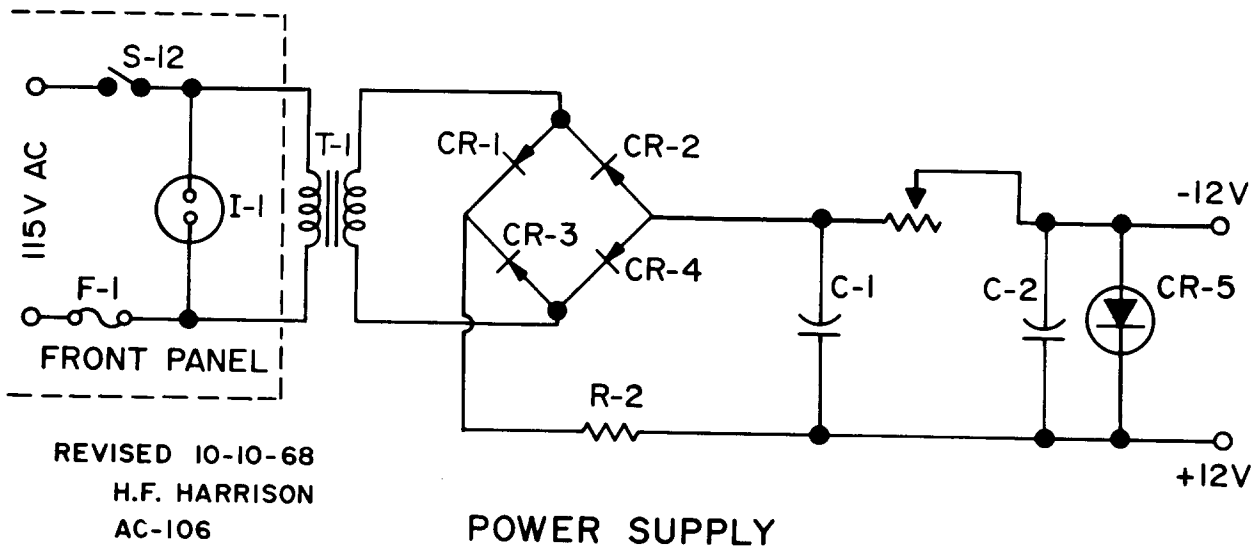 S-12
T-1
CR-1
CR-2
115V AC
I-1
-12V
CR-3
CR-4
F-1
C-1
C-2
CR-5
FRONT PANEL
R-2
+12V
REVISED 10-10-68
H.F. HARRISON
AC-106
POWER SUPPLY